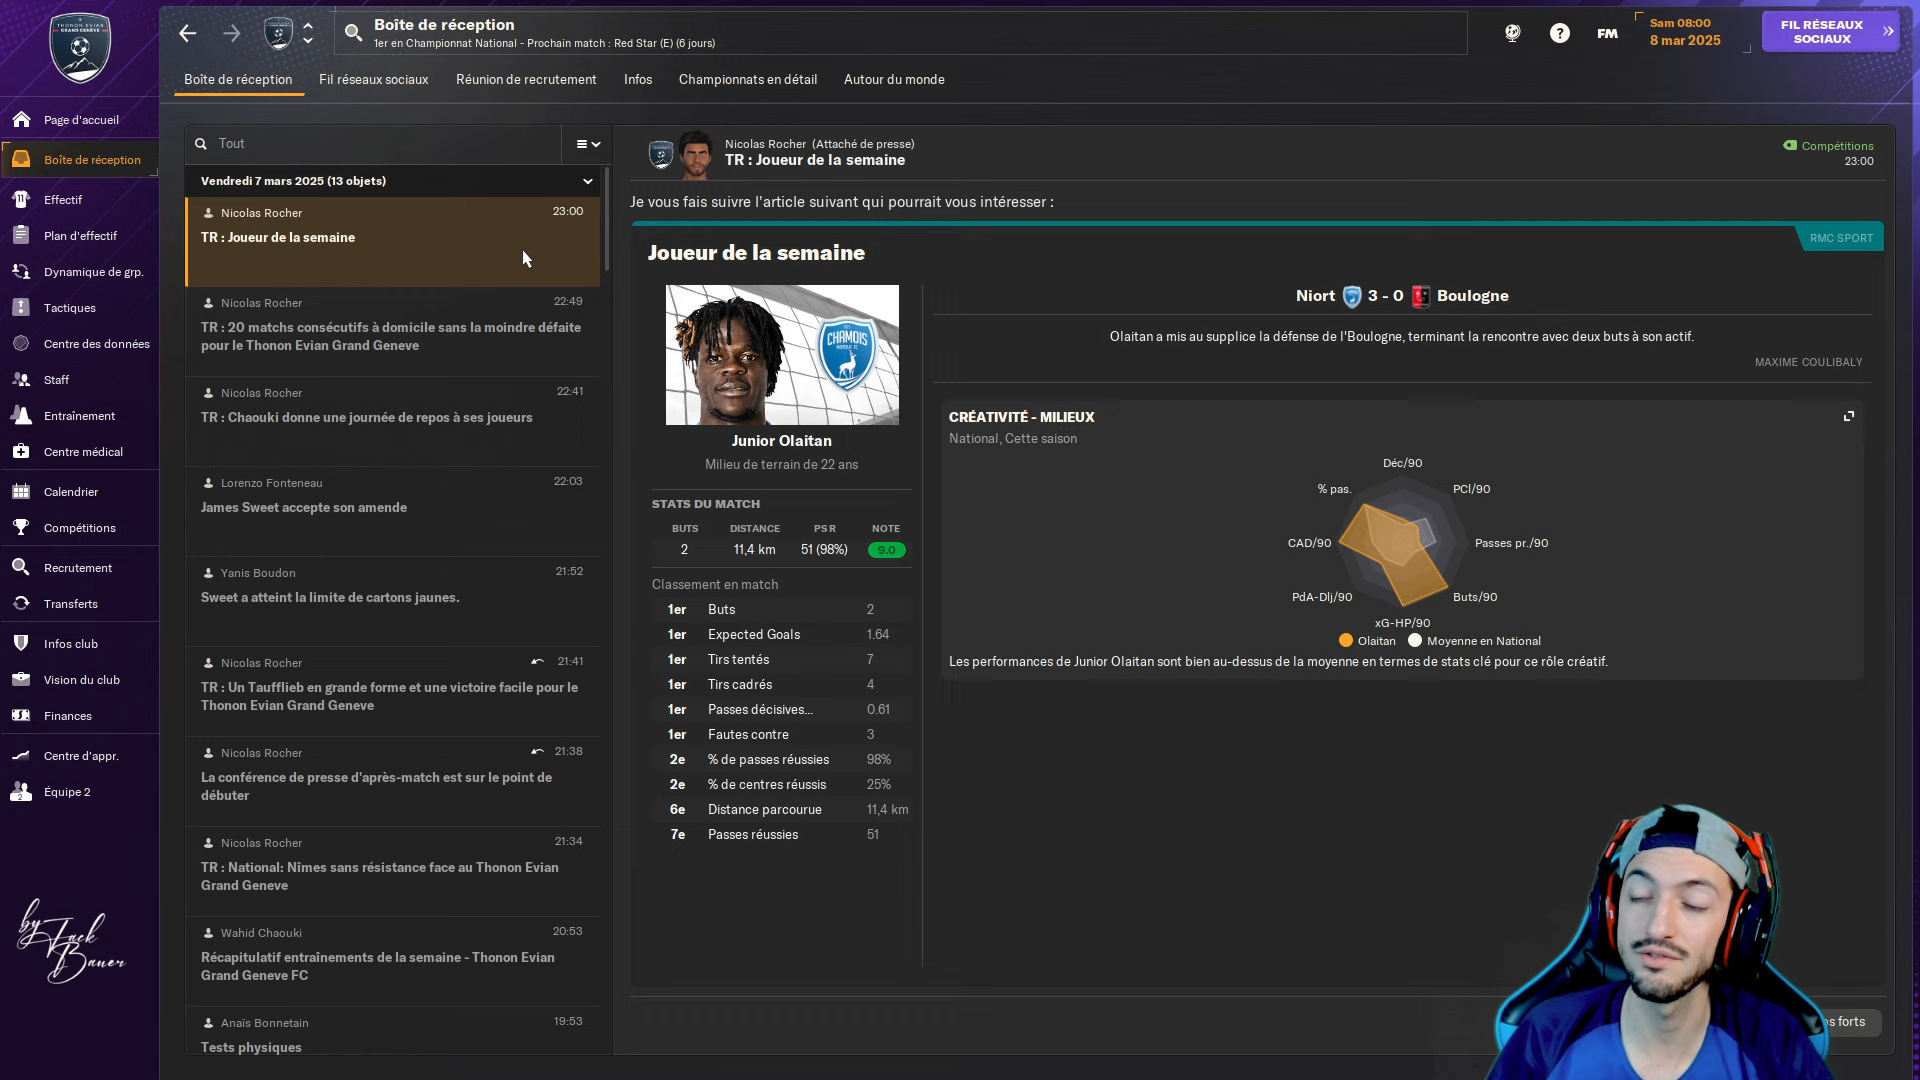 THONON EVIAN
GRAND GENÈVE
Boîte de réception
1er en Championnat National - Prochain match : Red Star (E) (6 jours)
FM
Sam 08:00
8 mar 2025
FIL RÉSEAUX
SOCIAUX
Boîte de réception
Fil réseaux sociaux
Réunion de recrutement
Infos
Championnats en détail
Autour du monde
Page d'accueil
Boîte de réception
Effectif
Plan d'effectif
Dynamique de grp.
Tactiques
Centre des données
Staff
Entraînement
Centre médical
Calendrier
Compétitions
Recrutement
Transferts
Infos club
Vision du club
Finances
Centre d'appr.
2
Équipe 2
by Jack
Bauer
Tout
Vendredi 7 mars 2025 (13 objets)
Nicolas Rocher 23:00
TR : Joueur de la semaine
Nicolas Rocher 22:49
TR : 20 matchs consécutifs à domicile sans la moindre défaite
pour le Thonon Evian Grand Geneve
Nicolas Rocher 22:41
TR : Chaouki donne une journée de repos à ses joueurs
Lorenzo Fonteneau 22:03
James Sweet accepte son amende
Yanis Boudon 21:52
Sweet a atteint la limite de cartons jaunes.
Nicolas Rocher 21:41
TR : Un Taufflieb en grande forme et une victoire facile pour le
Thonon Evian Grand Geneve
Nicolas Rocher 21:38
La conférence de presse d'après-match est sur le point de
débuter
Nicolas Rocher 21:34
TR : National: Nîmes sans résistance face au Thonon Evian
Grand Geneve
Wahid Chaouki 20:53
Récapitulatif entraînements de la semaine - Thonon Evian
Grand Geneve FC
Anaïs Bonnetain 19:53
Tests physiques
Nicolas Rocher (Attaché de presse)
TR : Joueur de la semaine
Compétitions
23:00
Je vous fais suivre l'article suivant qui pourrait vous intéresser :
RMC SPORT
Joueur de la semaine
CHAMOIS
Junior Olaitan
Milieu de terrain de 22 ans
STATS DU MATCH
BUTS DISTANCE PS R NOTE
2 11,4 km 51 (98%) 9.0
Classement en match
1er Buts 2
1er Expected Goals 1.64
1er Tirs tentés 7
1er Tirs cadrés 4
1er Passes décisives... 0.61
1er Fautes contre 3
2e % de passes réussies 98%
2e % de centres réussis 25%
6e Distance parcourue 11,4 km
7e Passes réussies 51
Niort 3 - 0 Boulogne
Olaitan a mis au supplice la défense de l'Boulogne, terminant la rencontre avec deux buts à son actif.
MAXIME COULIBALY
CRÉATIVITÉ - MILIEUX
National, Cette saison
Déc/90
% pas.
PCl/90
CAD/90
Passes pr./90
PdA-Dlj/90
Buts/90
xG-HP/90
Olaitan Moyenne en National
Les performances de Junior Olaitan sont bien au-dessus de la moyenne en termes de stats clé pour ce rôle créatif.
forts